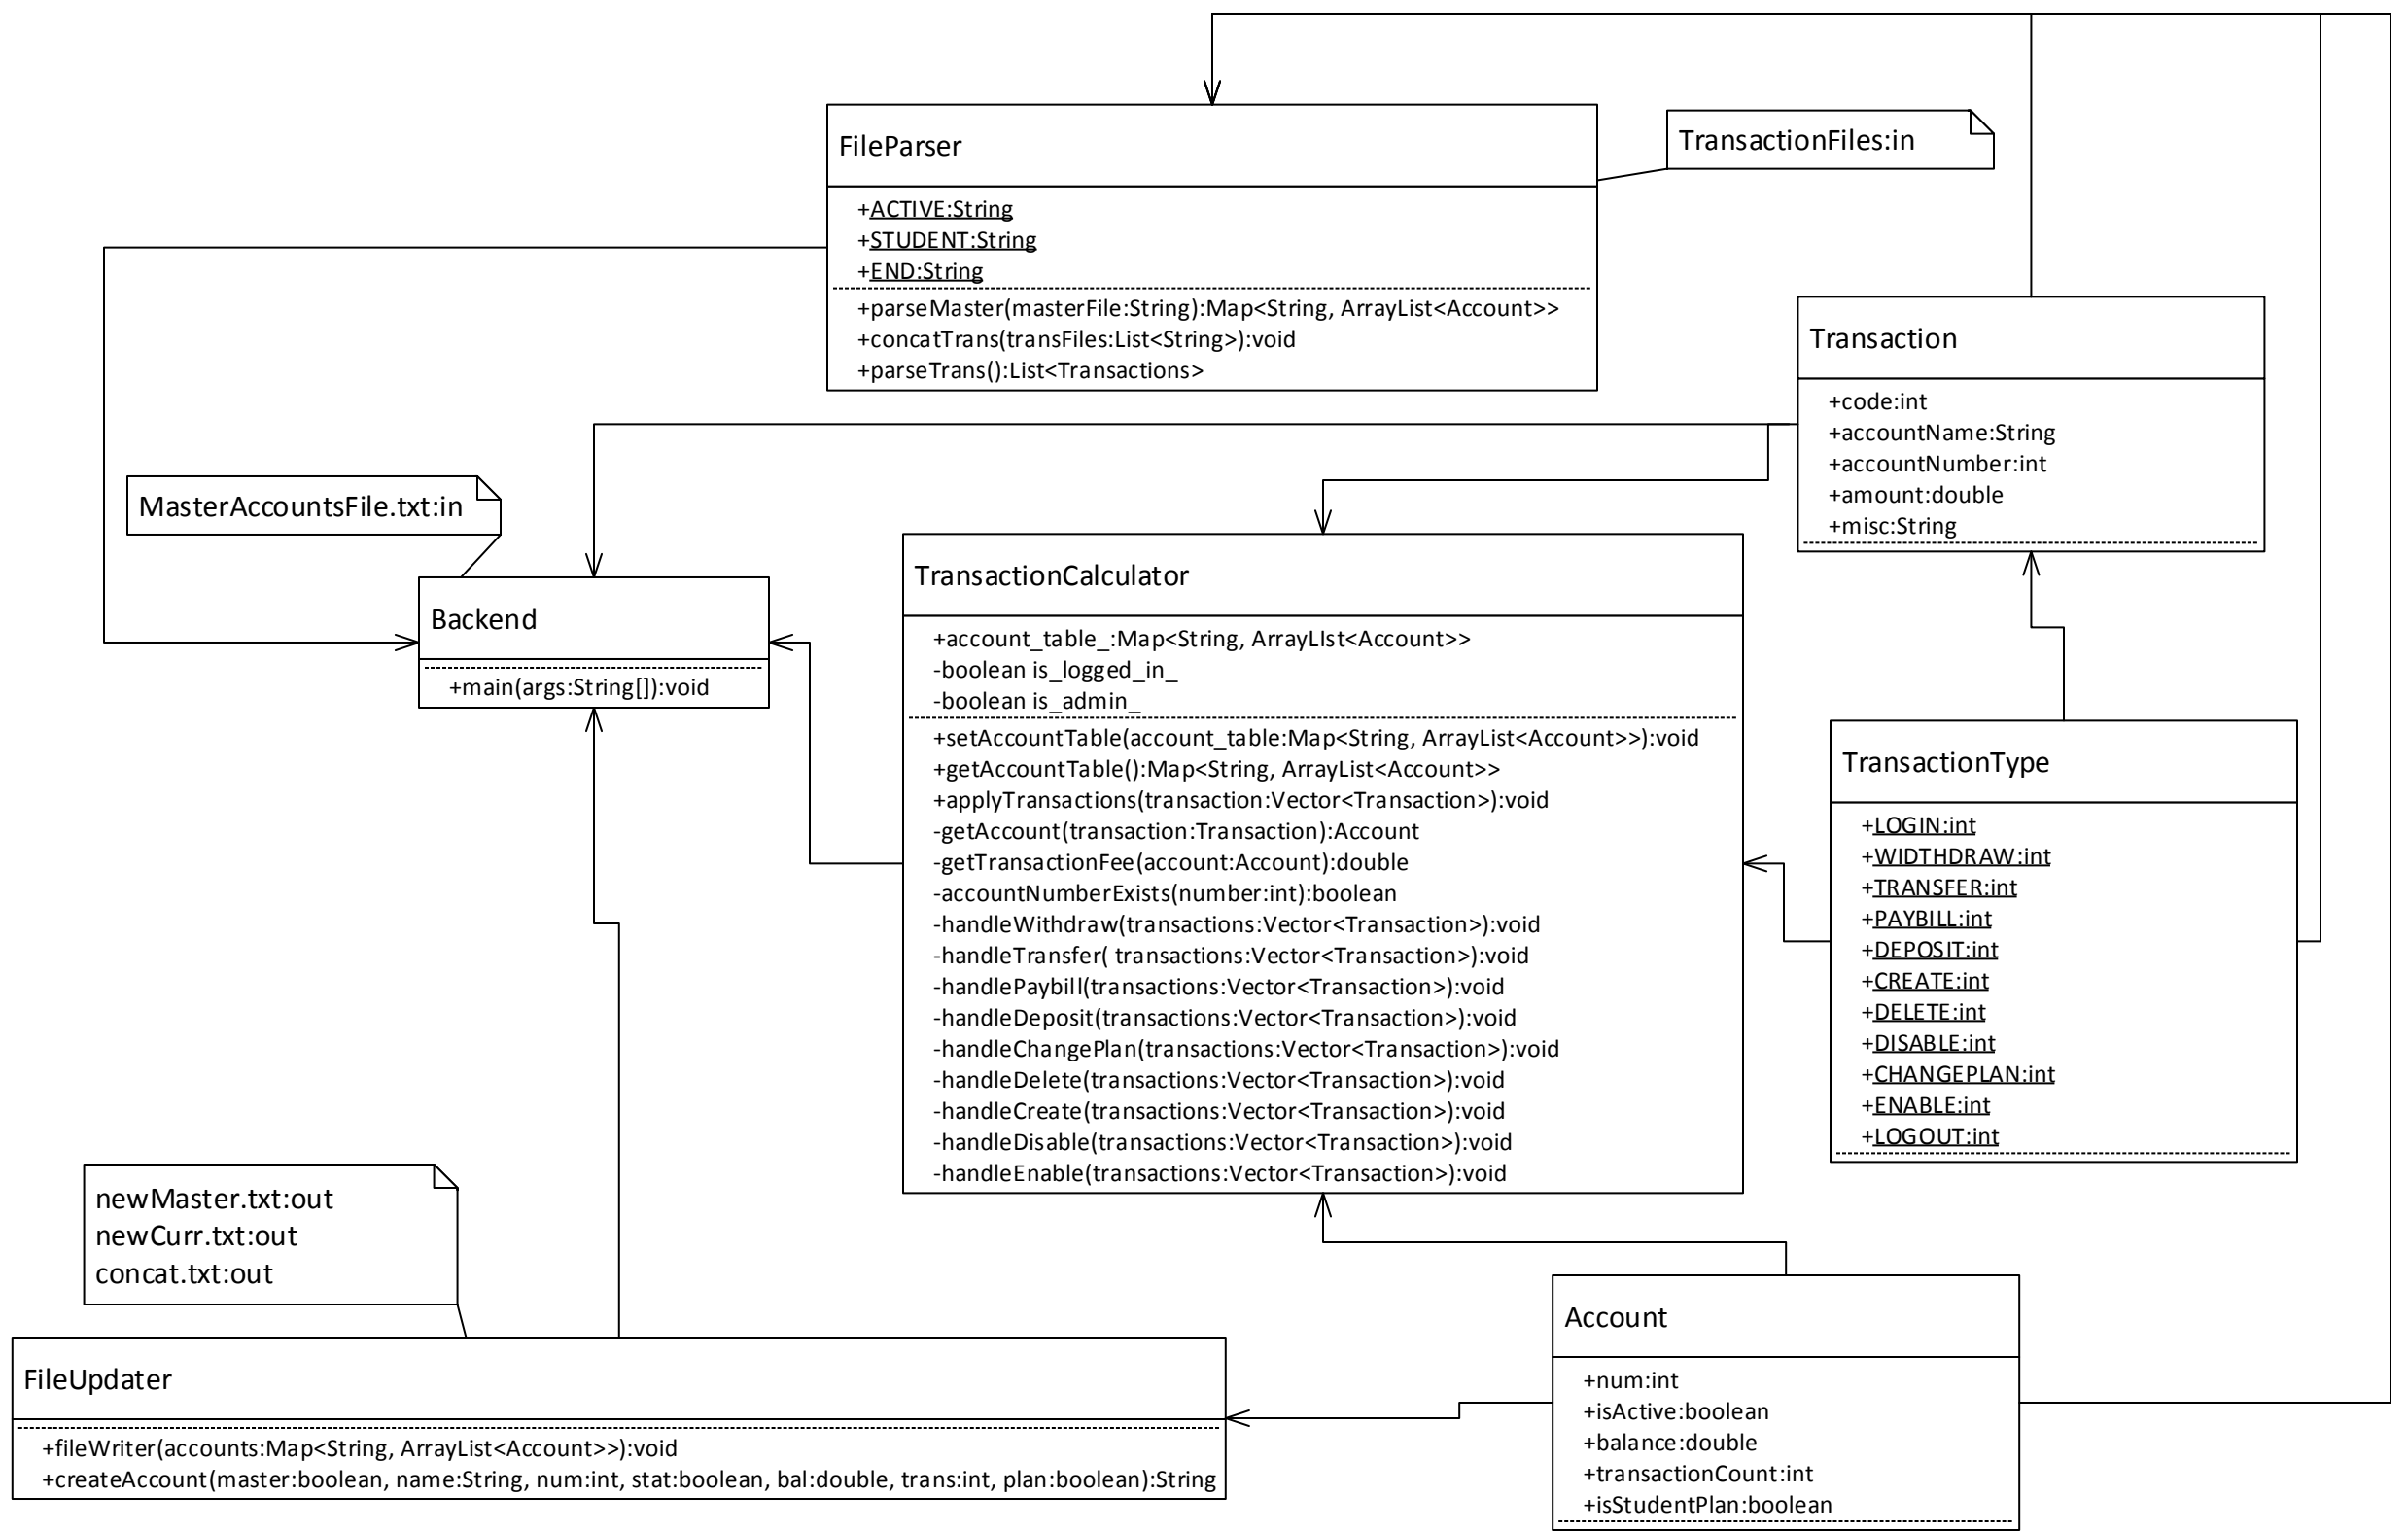 FileParser
+ACTIVE:String
+STUDENT:String
+END:String
+parseMaster(masterFile:String):Map<String, ArrayList<Account>>
+concatTrans(transFiles:List<String>):void
+parseTrans():List<Transactions>
TransactionFiles:in
Transaction
+code:int
+accountName:String
+accountNumber:int
+amount:double
+misc:String
MasterAccountsFile.txt:in
Backend
+main(args:String[]):void
TransactionCalculator
+account_table_:Map<String, ArrayLIst<Account>>
-boolean is_logged_in_
-boolean is_admin_
+setAccountTable(account_table:Map<String, ArrayList<Account>>):void
+getAccountTable():Map<String, ArrayList<Account>>
+applyTransactions(transaction:Vector<Transaction>):void
-getAccount(transaction:Transaction):Account
-getTransactionFee(account:Account):double
-accountNumberExists(number:int):boolean
-handleWithdraw(transactions:Vector<Transaction>):void
-handleTransfer( transactions:Vector<Transaction>):void
-handlePaybill(transactions:Vector<Transaction>):void
-handleDeposit(transactions:Vector<Transaction>):void
-handleChangePlan(transactions:Vector<Transaction>):void
-handleDelete(transactions:Vector<Transaction>):void
-handleCreate(transactions:Vector<Transaction>):void
-handleDisable(transactions:Vector<Transaction>):void
-handleEnable(transactions:Vector<Transaction>):void
TransactionType
+LOGIN:int
+WIDTHDRAW:int
+TRANSFER:int
+PAYBILL:int
+DEPOSIT:int
+CREATE:int
+DELETE:int
+DISABLE:int
+CHANGEPLAN:int
+ENABLE:int
+LOGOUT:int
newMaster.txt:out
newCurr.txt:out
concat.txt:out
FileUpdater
+fileWriter(accounts:Map<String, ArrayList<Account>>):void
+createAccount(master:boolean, name:String, num:int, stat:boolean, bal:double, trans:int, plan:boolean):String
Account
+num:int
+isActive:boolean
+balance:double
+transactionCount:int
+isStudentPlan:boolean